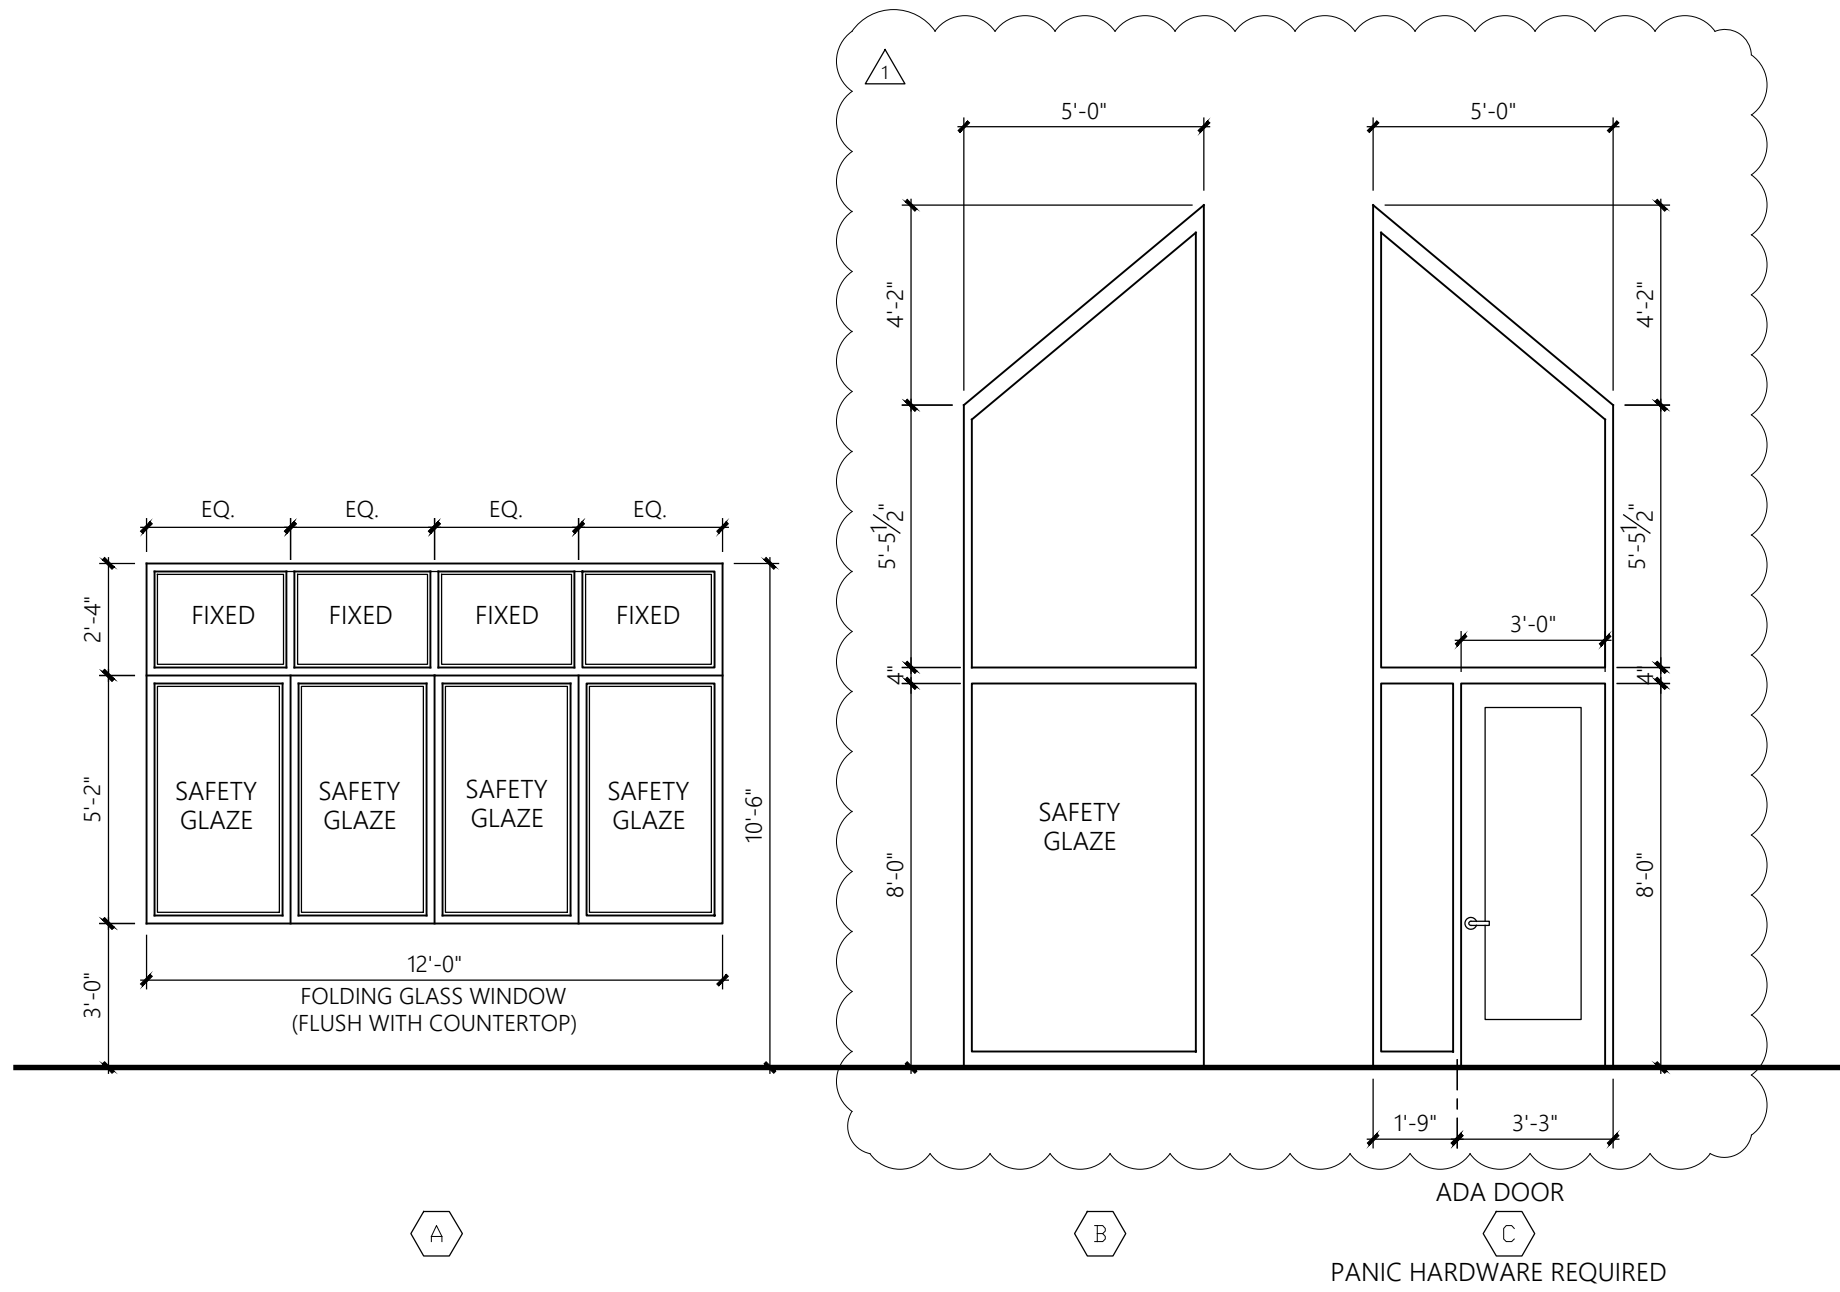 1
5'-0"
5'-0"
4'-2"
4'-2"
EQ.
EQ.
EQ.
EQ.
5'-5½"
5'-5½"
2'-4"
FIXED
FIXED
FIXED
FIXED
3'-0"
4"
4"
5'-2"
SAFETY
GLAZE
SAFETY
GLAZE
SAFETY
GLAZE
SAFETY
GLAZE
10'-6"
8'-0"
SAFETY
GLAZE
8'-0"
3'-0"
12'-0"
FOLDING GLASS WINDOW
(FLUSH WITH COUNTERTOP)
1'-9"
3'-3"
A
B
ADA DOOR
C
PANIC HARDWARE REQUIRED